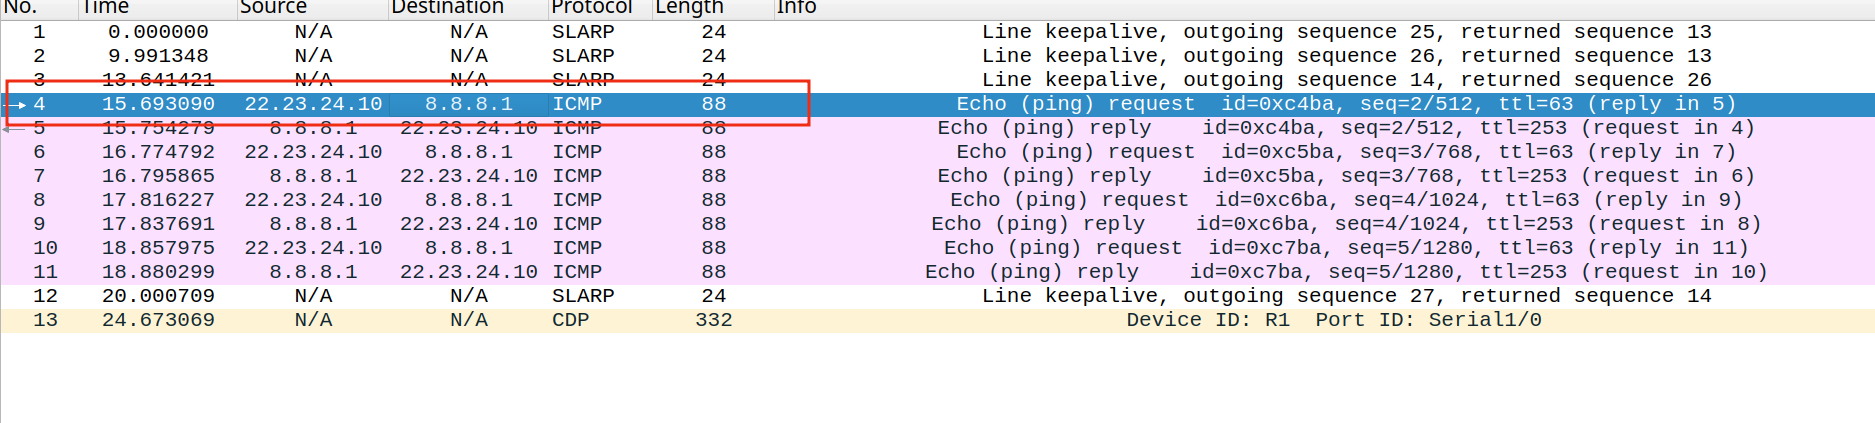 No. Time Source Destination Protocol Length Info
1 0.000000 N/A N/A SLARP 24 Line keepalive, outgoing sequence 25, returned sequence 13
2 9.991348 N/A N/A SLARP 24 Line keepalive, outgoing sequence 26, returned sequence 13
3 13.641421 N/A N/A SLARP 24 Line keepalive, outgoing sequence 14, returned sequence 26
4 15.693090 22.23.24.10 8.8.8.1 ICMP 88 Echo (ping) request id=0xc4ba, seq=2/512, ttl=63 (reply in 5)
5 15.754279 8.8.8.1 22.23.24.10 ICMP 88 Echo (ping) reply id=0xc4ba, seq=2/512, ttl=253 (request in 4)
6 16.774792 22.23.24.10 8.8.8.1 ICMP 88 Echo (ping) request id=0xc5ba, seq=3/768, ttl=63 (reply in 7)
7 16.795865 8.8.8.1 22.23.24.10 ICMP 88 Echo (ping) reply id=0xc5ba, seq=3/768, ttl=253 (request in 6)
8 17.816227 22.23.24.10 8.8.8.1 ICMP 88 Echo (ping) request id=0xc6ba, seq=4/1024, ttl=63 (reply in 9)
9 17.837691 8.8.8.1 22.23.24.10 ICMP 88 Echo (ping) reply id=0xc6ba, seq=4/1024, ttl=253 (request in 8)
10 18.857975 22.23.24.10 8.8.8.1 ICMP 88 Echo (ping) request id=0xc7ba, seq=5/1280, ttl=63 (reply in 11)
11 18.880299 8.8.8.1 22.23.24.10 ICMP 88 Echo (ping) reply id=0xc7ba, seq=5/1280, ttl=253 (request in 10)
12 20.000709 N/A N/A SLARP 24 Line keepalive, outgoing sequence 27, returned sequence 14
13 24.673069 N/A N/A CDP 332 Device ID: R1 Port ID: Serial1/0